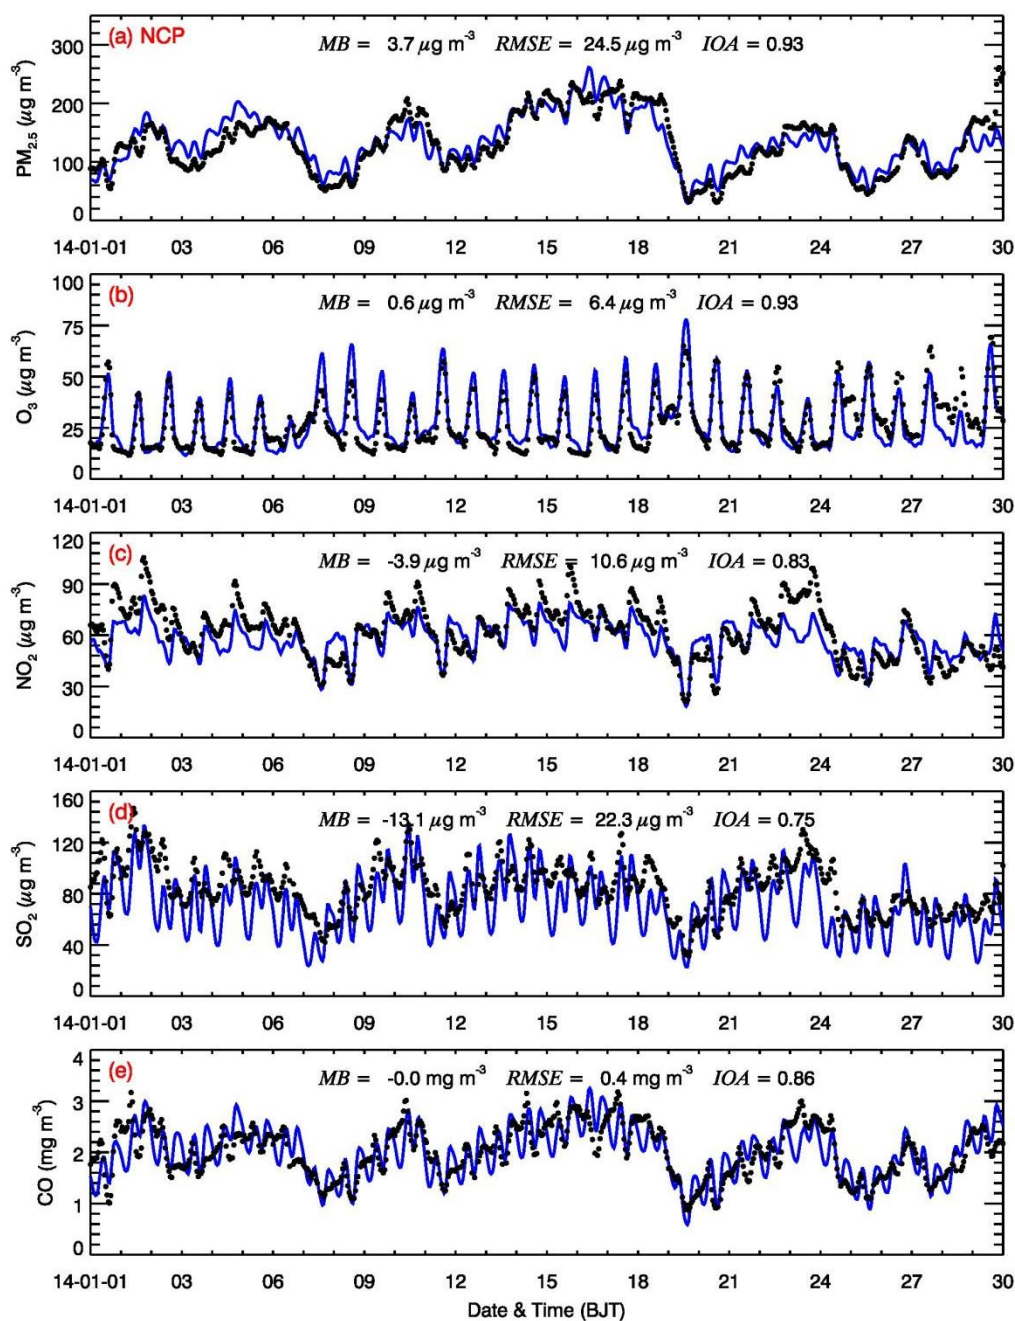 (a) NCP MB = 3.7 µg m-3 RMSE = 24.5 µg m-3 IOA = 0.93
300
200
100
0
PM2.5 (µg m-3)
14-01-01 03 06 09 12 15 18 21 24 27 30
(b) MB = 0.6 µg m-3 RMSE = 6.4 µg m-3 IOA = 0.93
100
75
50
25
0
O3 (µg m-3)
14-01-01 03 06 09 12 15 18 21 24 27 30
(c) MB = -3.9 µg m-3 RMSE = 10.6 µg m-3 IOA = 0.83
120
90
60
30
0
NO2 (µg m-3)
14-01-01 03 06 09 12 15 18 21 24 27 30
(d) MB = -13.1 µg m-3 RMSE = 22.3 µg m-3 IOA = 0.75
160
120
80
40
0
SO2 (µg m-3)
14-01-01 03 06 09 12 15 18 21 24 27 30
(e) MB = -0.0 mg m-3 RMSE = 0.4 mg m-3 IOA = 0.86
4
3
2
1
0
CO (mg m-3)
14-01-01 03 06 09 12 15 18 21 24 27 30
Date & Time (BJT)